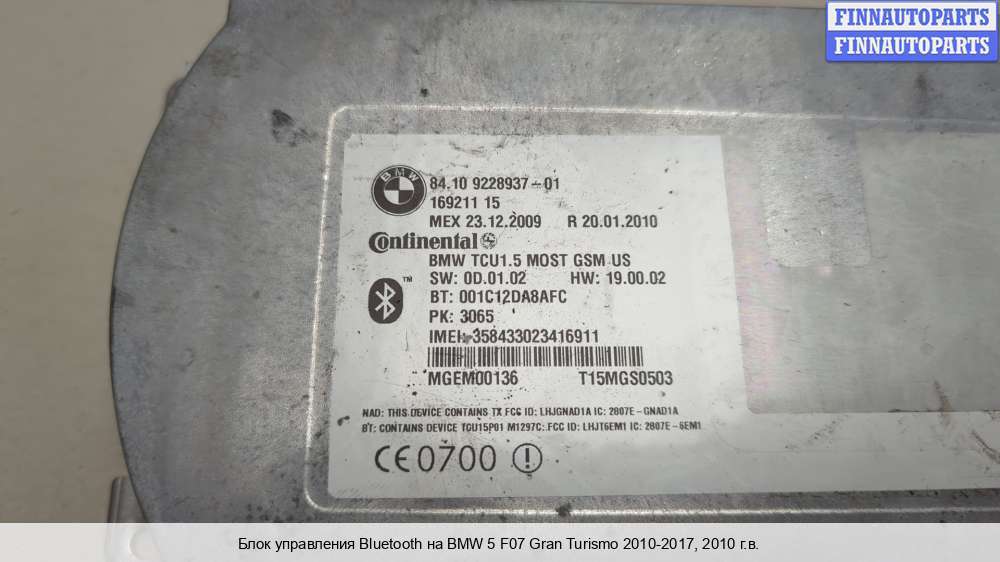 FINNAUTOPARTS
FINNAUTOPARTS
BMW
84.10 9228937-01
169211 15
MEX 23.12.2009 R 20.01.2010
Continental
BMW TCU1.5 MOST GSM US
SW: 0D.01.02 HW: 19.00.02
BT: 001C12DA8AFC
PK: 3065
IMEI: 358433023416911
MGEM00136 T15MGS0503
NAD: THIS DEVICE CONTAINS TX FCC ID: LHJGNAD1A IC: 2807E-GNAD1A
BT: CONTAINS DEVICE TCU15P01 M1297C: FCC ID: LHJT6EM1 IC: 2807E-6EM1
CE0700
Блок управления Bluetooth на BMW 5 F07 Gran Turismo 2010-2017, 2010 г.в.